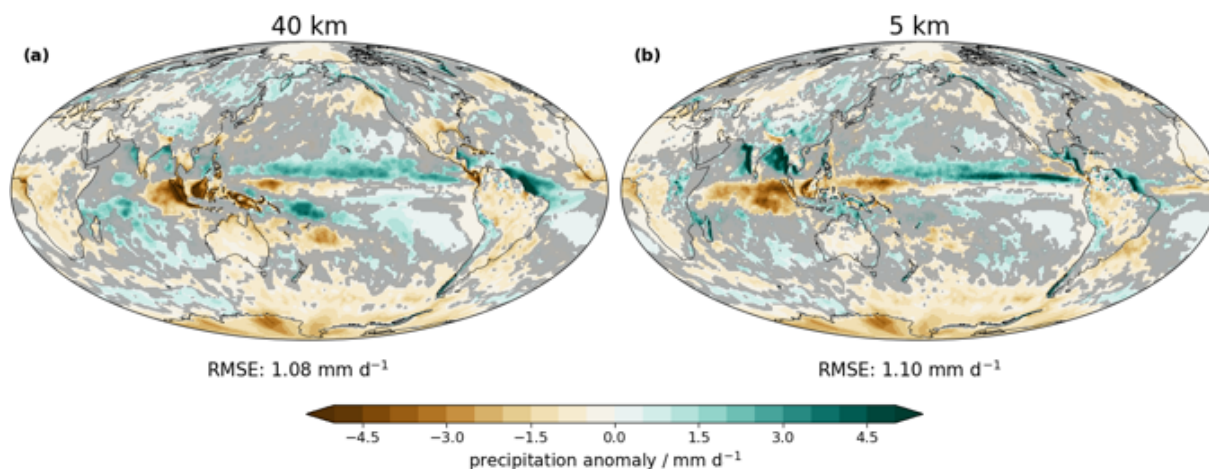 40 km
5 km
(a)
(b)
RMSE: 1.08 mm d⁻¹
RMSE: 1.10 mm d⁻¹
−4.5 −3.0 −1.5 0.0 1.5 3.0 4.5
precipitation anomaly / mm d⁻¹